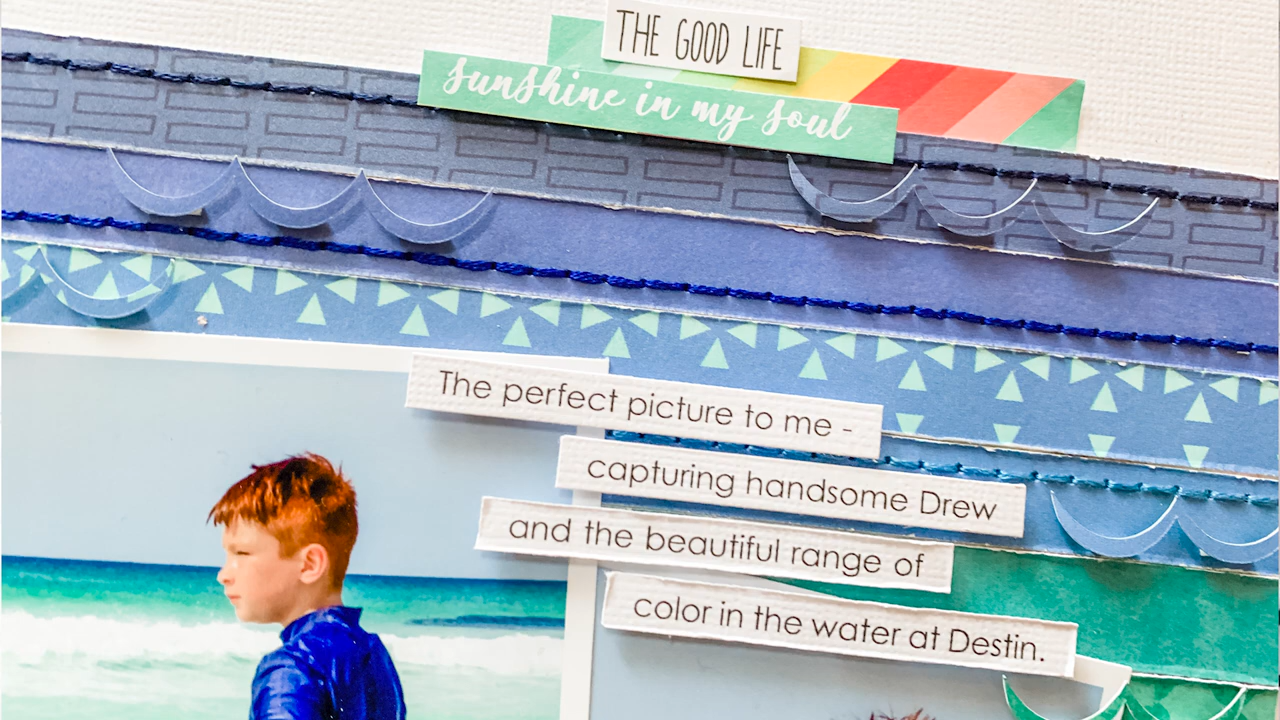 THE GOOD LIFE
sunshine in my soul
The perfect picture to me -
capturing handsome Drew
and the beautiful range of
color in the water at Destin.